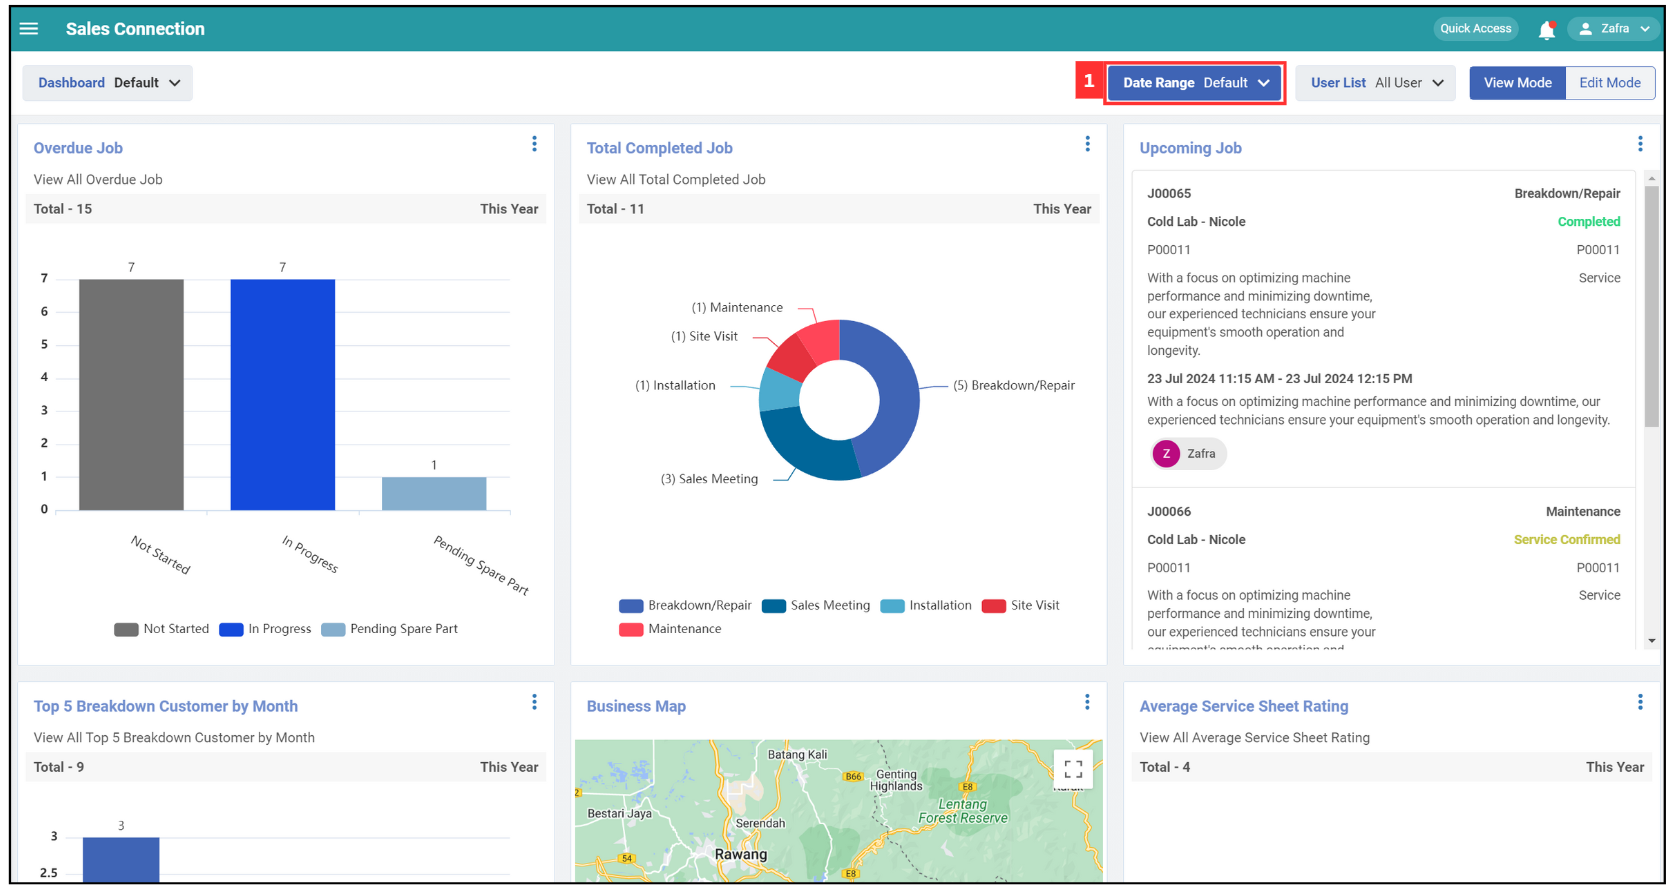 Sales Connection
Quick Access
Zafra
Dashboard Default
1
Date Range Default
User List All User
View Mode
Edit Mode
Overdue Job
View All Overdue Job
Total - 15 This Year
7
6
5
4
3
2
1
0
7
7
1
Not Started
In Progress
Pending Spare Part
Not Started In Progress Pending Spare Part
Total Completed Job
View All Total Completed Job
Total - 11 This Year
(1) Maintenance
(1) Site Visit
(1) Installation
(5) Breakdown/Repair
(3) Sales Meeting
Breakdown/Repair Sales Meeting Installation Site Visit
Maintenance
Upcoming Job
J00065 Breakdown/Repair
Cold Lab - Nicole Completed
P00011 P00011
With a focus on optimizing machine Service
performance and minimizing downtime,
our experienced technicians ensure your
equipment's smooth operation and
longevity.
23 Jul 2024 11:15 AM - 23 Jul 2024 12:15 PM
With a focus on optimizing machine performance and minimizing downtime, our
experienced technicians ensure your equipment's smooth operation and longevity.
Z Zafra
J00066 Maintenance
Cold Lab - Nicole Service Confirmed
P00011 P00011
With a focus on optimizing machine Service
performance and minimizing downtime,
our experienced technicians ensure your
equipment's smooth operation and
Top 5 Breakdown Customer by Month
View All Top 5 Breakdown Customer by Month
Total - 9 This Year
3
3
2.5
Business Map
Batang Kali
B66
Genting
Highlands
E8
Lentang
Forest Reserve
2
Bestari Jaya
Serendah
Rawang
54
E8
Average Service Sheet Rating
View All Average Service Sheet Rating
Total - 4 This Year